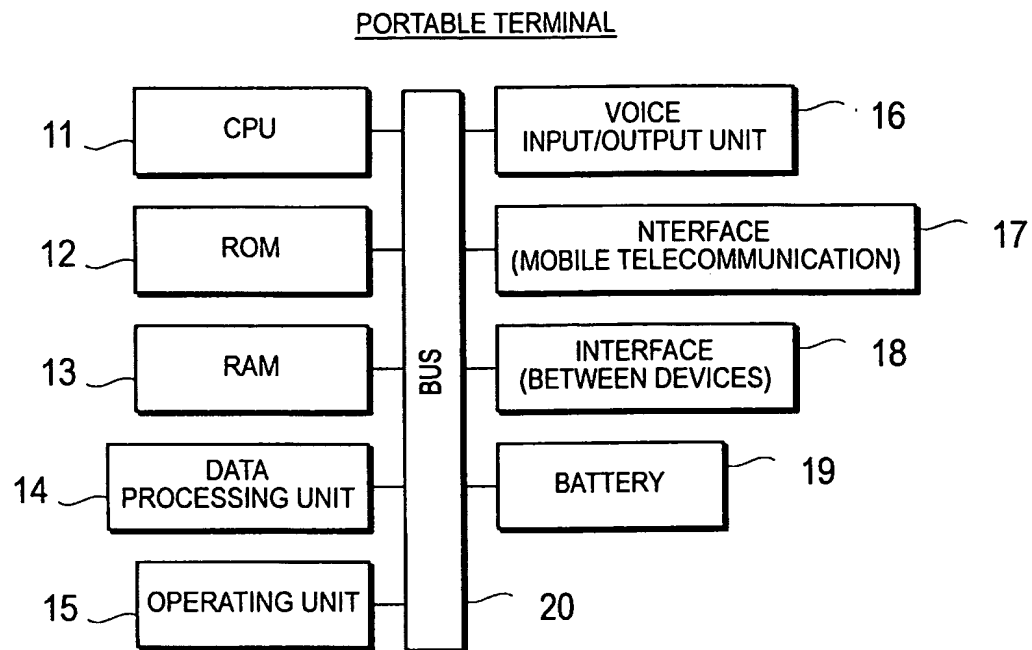 PORTABLE TERMINAL
11
CPU
12
ROM
13
RAM
14
DATA
PROCESSING UNIT
15
OPERATING UNIT
BUS
20
VOICE
INPUT/OUTPUT UNIT
16
NTERFACE
(MOBILE TELECOMMUNICATION)
17
INTERFACE
(BETWEEN DEVICES)
18
BATTERY
19